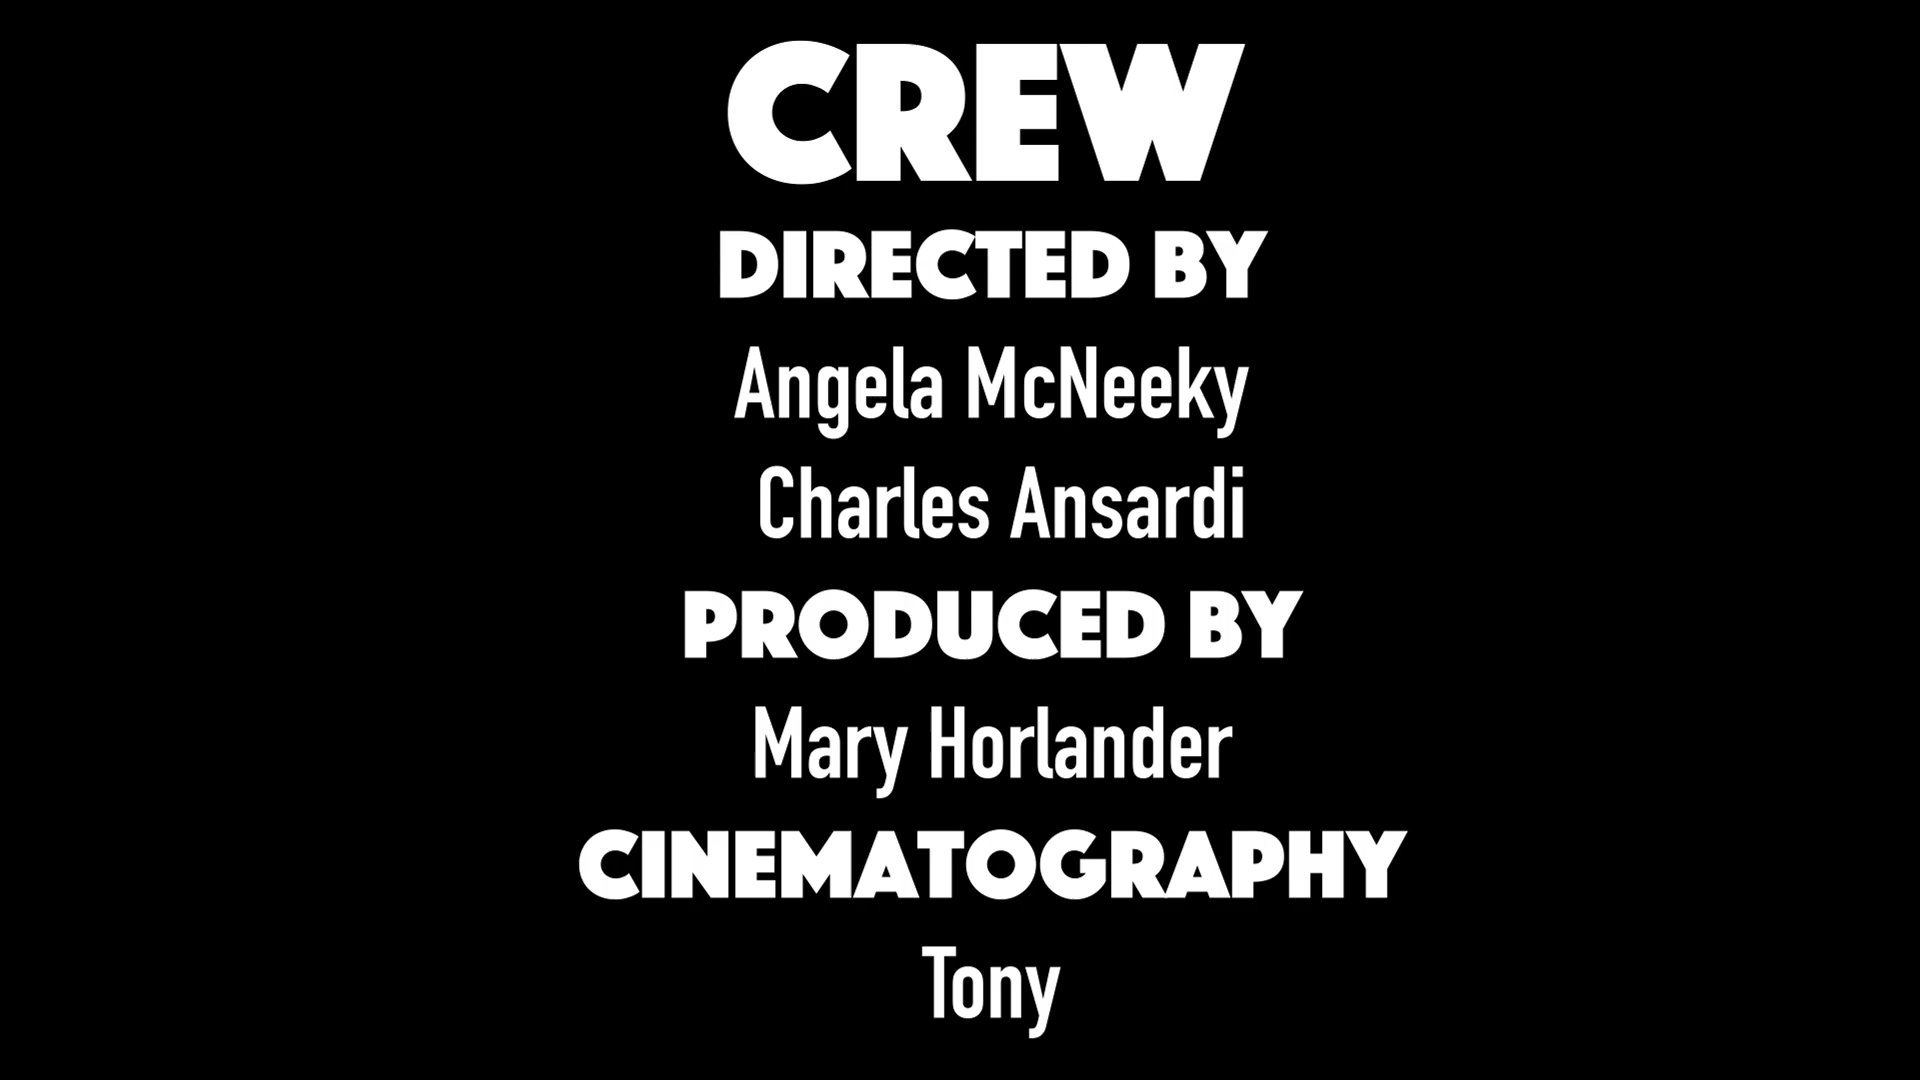 CREW
DIRECTED BY
Angela McNeeky
Charles Ansardi
PRODUCED BY
Mary Horlander
CINEMATOGRAPHY
Tony